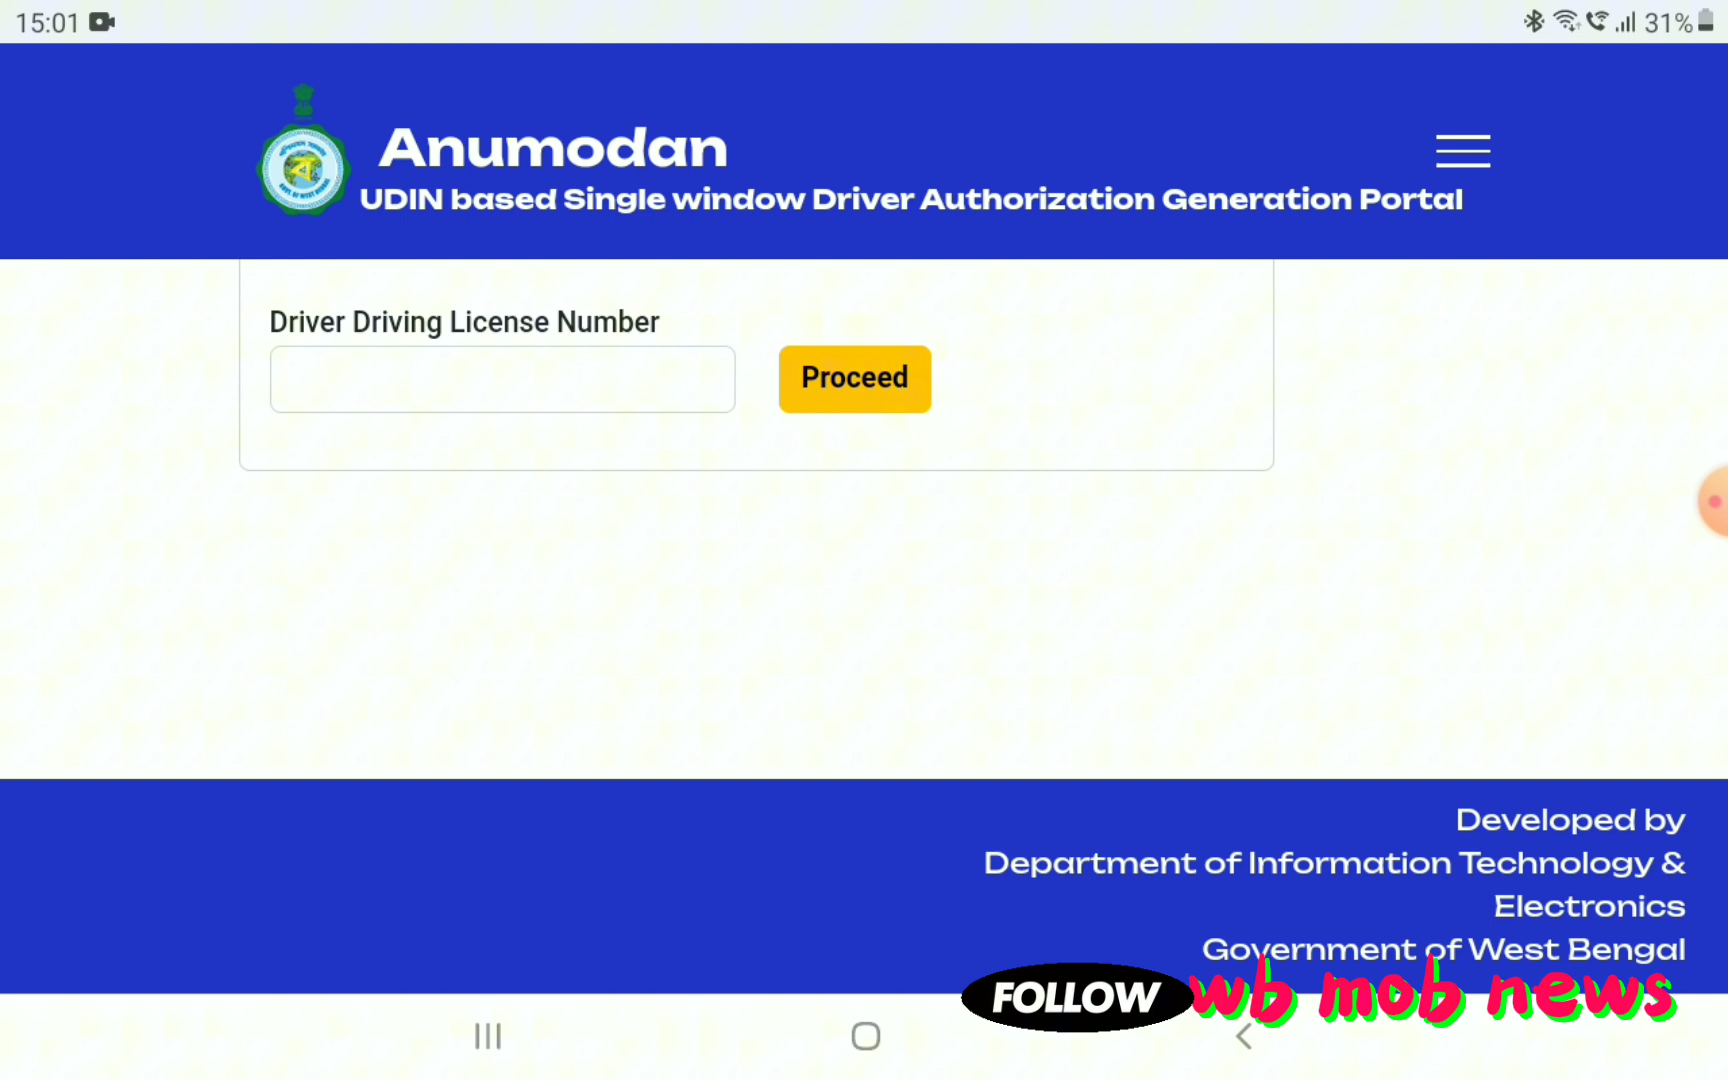 15:01
31%
Anumodan
UDIN based Single window Driver Authorization Generation Portal
Driver Driving License Number
Proceed
Developed by
Department of Information Technology &
Electronics
Government of West Bengal
FOLLOW wb mob news